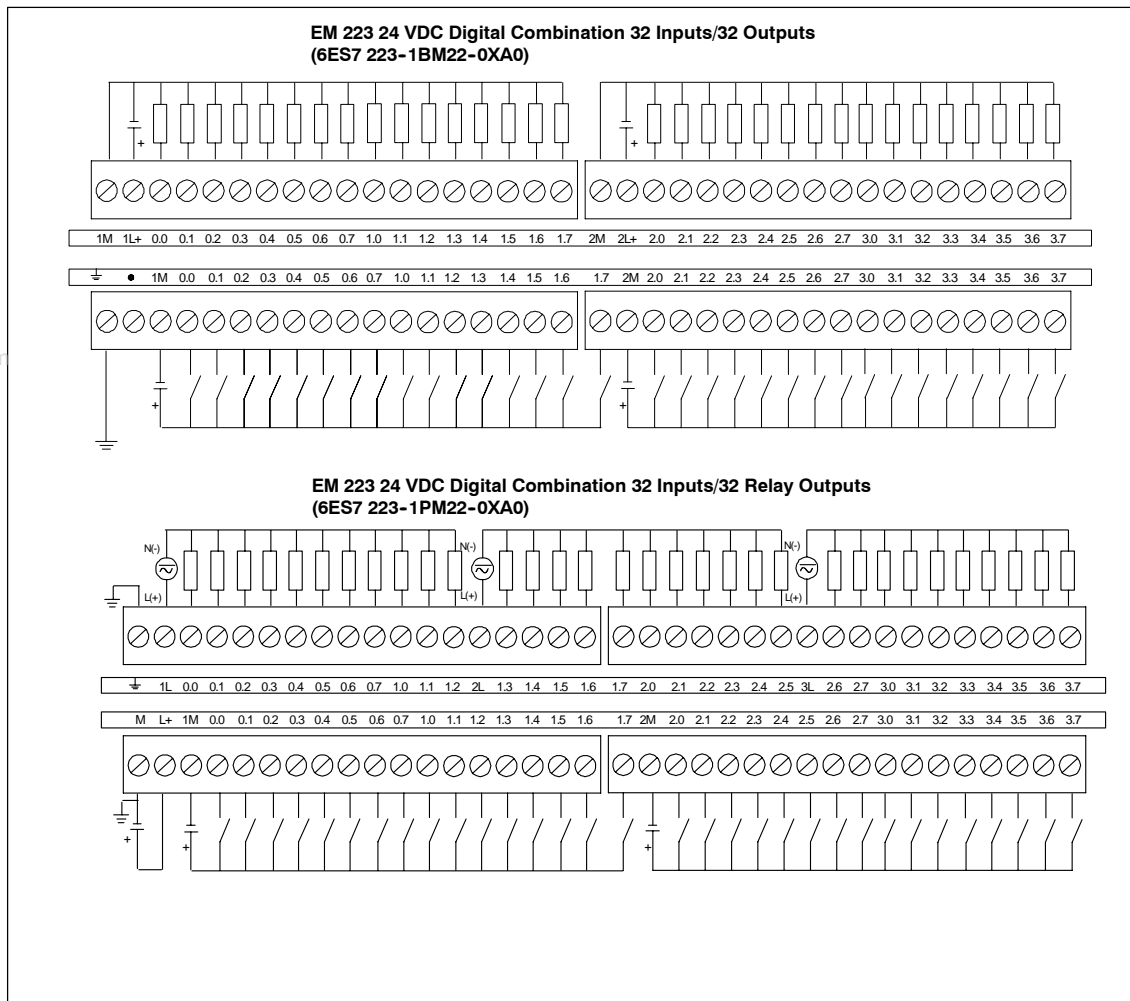 EM 223 24 VDC Digital Combination 32 Inputs/32 Outputs
(6ES7 223-1BM22-0XA0)
+ +
1M 1L+ 0.0 0.1 0.2 0.3 0.4 0.5 0.6 0.7 1.0 1.1 1.2 1.3 1.4 1.5 1.6 1.7 2M 2L+ 2.0 2.1 2.2 2.3 2.4 2.5 2.6 2.7 3.0 3.1 3.2 3.3 3.4 3.5 3.6 3.7
1M 0.0 0.1 0.2 0.3 0.4 0.5 0.6 0.7 1.0 1.1 1.2 1.3 1.4 1.5 1.6 1.7 2M 2.0 2.1 2.2 2.3 2.4 2.5 2.6 2.7 3.0 3.1 3.2 3.3 3.4 3.5 3.6 3.7
+ +
EM 223 24 VDC Digital Combination 32 Inputs/32 Relay Outputs
(6ES7 223-1PM22-0XA0)
N(-) N(-) N(-)
L(+) L(+) L(+)
1L 0.0 0.1 0.2 0.3 0.4 0.5 0.6 0.7 1.0 1.1 1.2 2L 1.3 1.4 1.5 1.6 1.7 2.0 2.1 2.2 2.3 2.4 2.5 3L 2.6 2.7 3.0 3.1 3.2 3.3 3.4 3.5 3.6 3.7
M L+ 1M 0.0 0.1 0.2 0.3 0.4 0.5 0.6 0.7 1.0 1.1 1.2 1.3 1.4 1.5 1.6 1.7 2M 2.0 2.1 2.2 2.3 2.4 2.5 2.6 2.7 3.0 3.1 3.2 3.3 3.4 3.5 3.6 3.7
+ + +